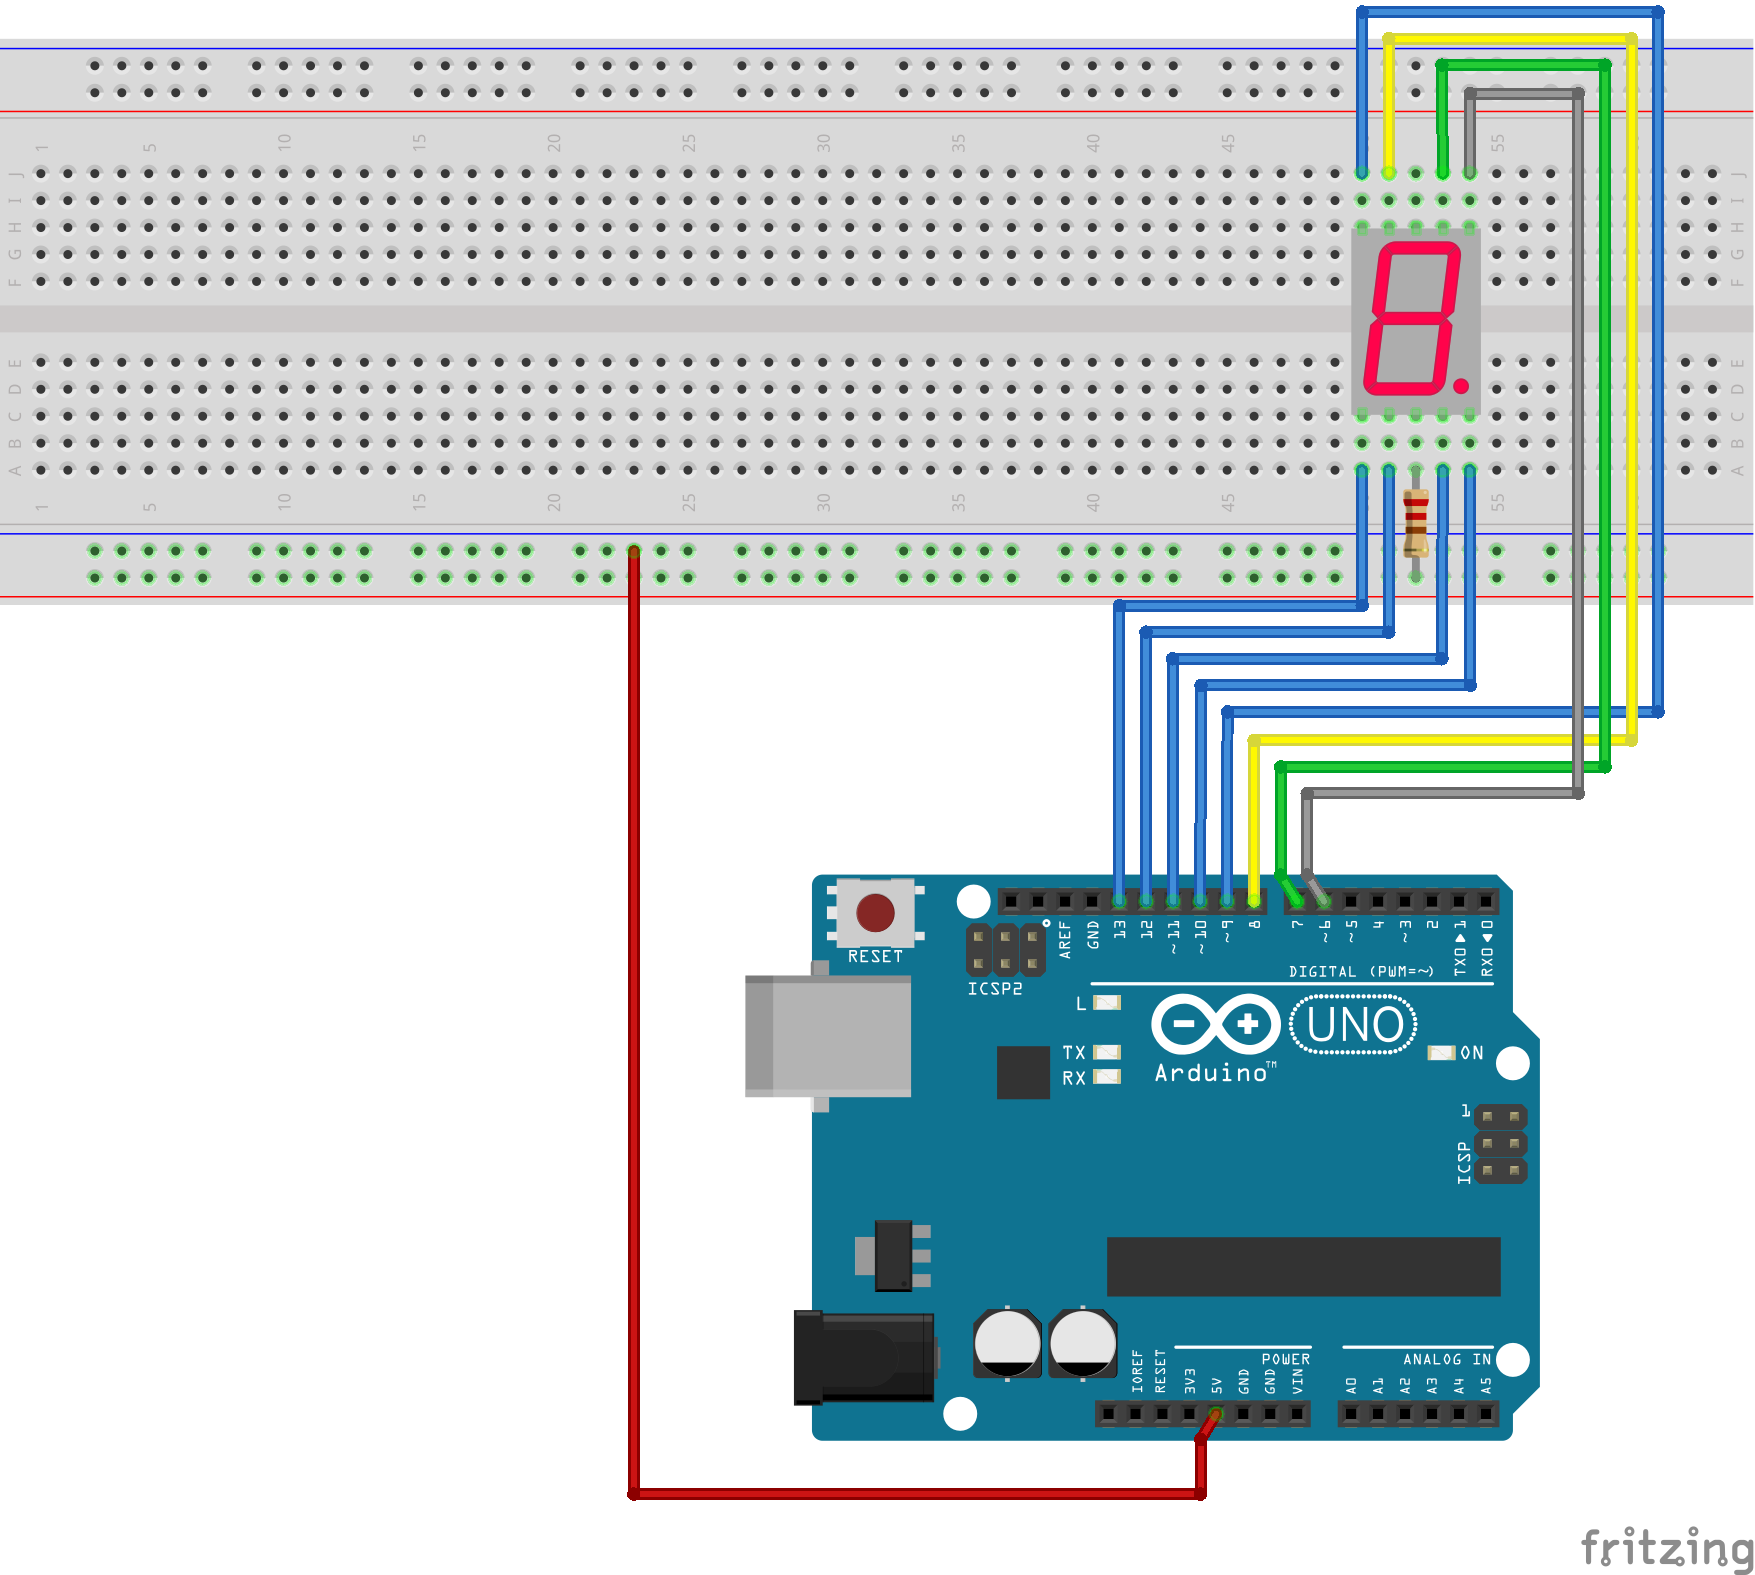 1 5 10 15 20 25 30 35 40 45 55
J J
I I
H H
G G
F F
E E
D D
C C
B B
A A
1 5 10 15 20 25 30 35 40 45 55
RESET
AREF GND 13 12 ~11 ~10 ~9 8 7 ~6 ~5 4 ~3 2 TX0▶1 RX0◀0
DIGITAL (PWM=~)
ICSP2
L
TX
RX
UNO
Arduino™
ON
1
ICSP
POWER
ANALOG IN
IOREF RESET 3V3 5V GND GND VIN A0 A1 A2 A3 A4 A5
fritzing